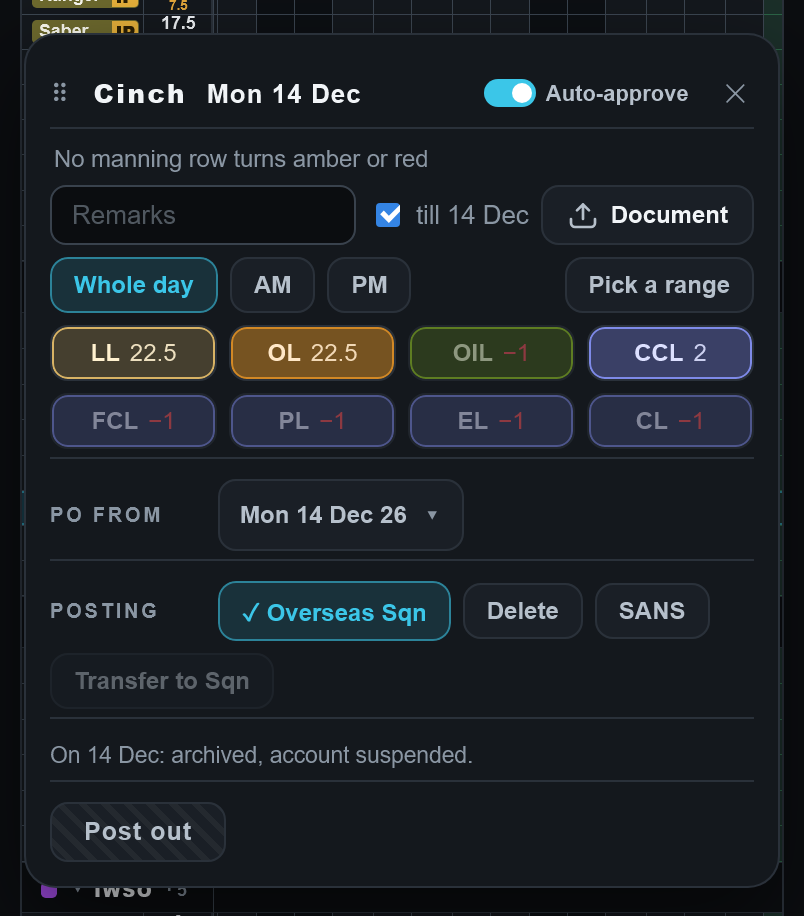 7.5
Saber
17.5
Cinch Mon 14 Dec Auto-approve
No manning row turns amber or red
Remarks till 14 Dec Document
Whole day AM PM Pick a range
LL 22.5 OL 22.5 OIL −1 CCL 2
FCL −1 PL −1 EL −1 CL −1
PO FROM Mon 14 Dec 26
POSTING ✓ Overseas Sqn Delete SANS
Transfer to Sqn
On 14 Dec: archived, account suspended.
Post out
· 5